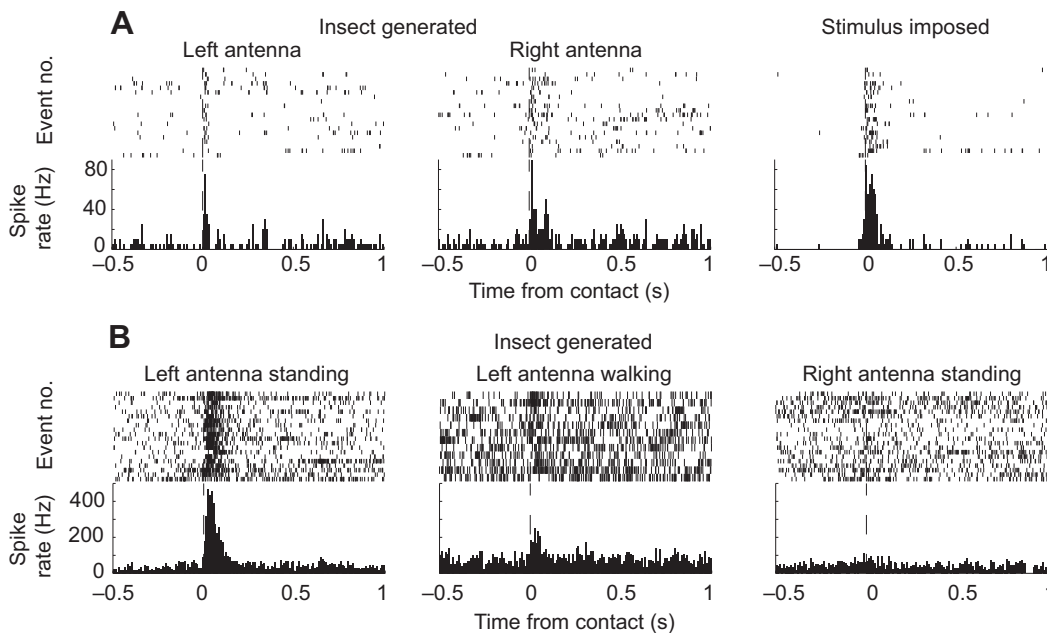 A
Insect generated
Stimulus imposed
Left antenna
Right antenna
Event no.
Spike
rate (Hz)
80
40
0
–0.5 0 0.5 1
–0.5 0 0.5 1
–0.5 0 0.5 1
Time from contact (s)
B
Insect generated
Left antenna standing
Left antenna walking
Right antenna standing
Event no.
Spike
rate (Hz)
400
200
0
–0.5 0 0.5 1
–0.5 0 0.5 1
–0.5 0 0.5 1
Time from contact (s)